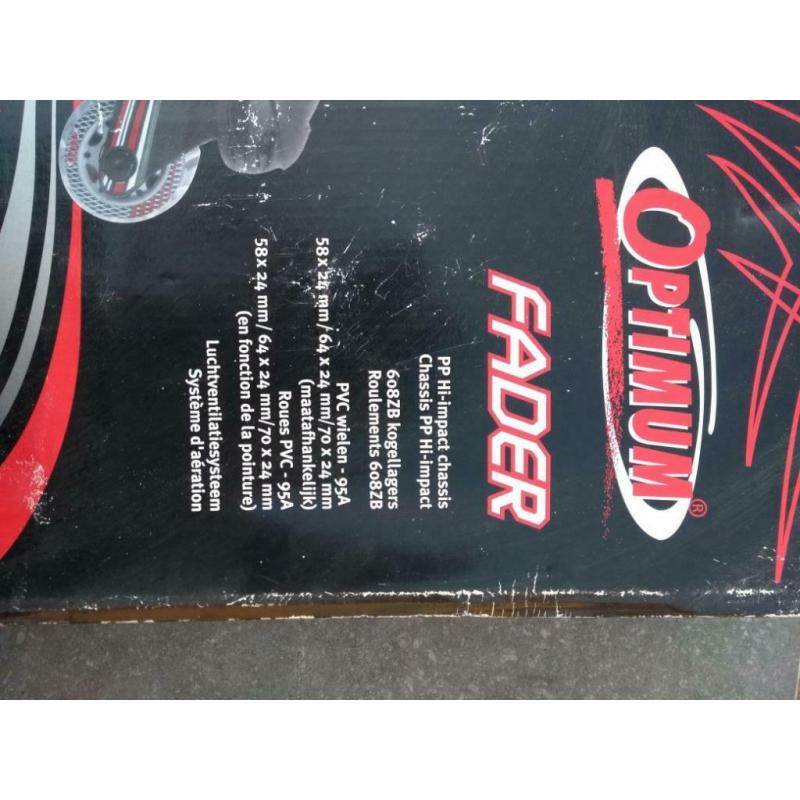 OPTIMUM®
FADER
PP Hi-impact chassis
Chassis PP Hi-impact
608ZB kogellagers
Roulements 608ZB
PVC wielen - 95A
58 x 24 mm/ 64 x 24 mm/70 x 24 mm
(maatafhankelijk)
Roues PVC - 95A
58 x 24 mm/ 64 x 24 mm/70 x 24 mm
(en fonction de la pointure)
Luchtventilatiesysteem
Système d'aération